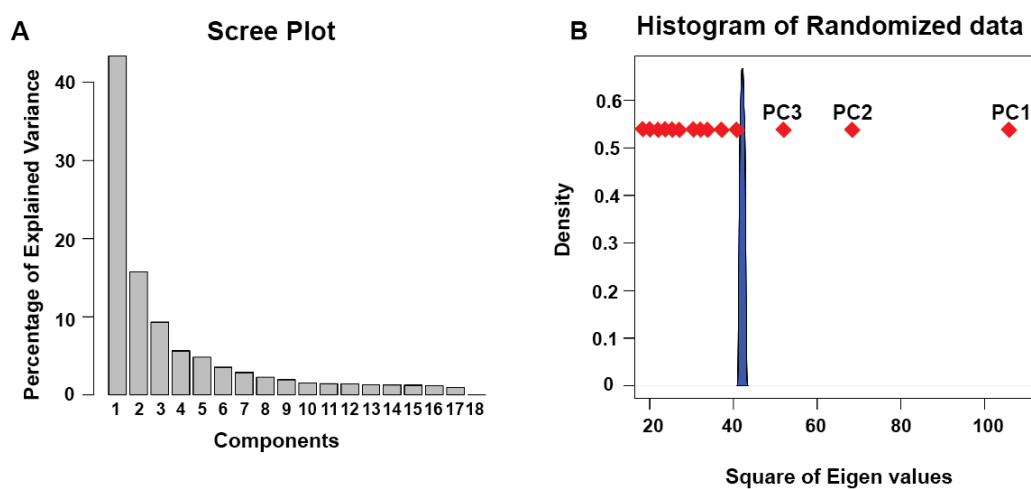 A
Scree Plot
Percentage of Explained Variance
40
30
20
10
0
1 2 3 4 5 6 7 8 9 10 11 12 13 14 15 16 17 18
Components
B
Histogram of Randomized data
Density
0.6
0.5
0.4
0.3
0.2
0.1
0
PC3 PC2 PC1
20 40 60 80 100
Square of Eigen values